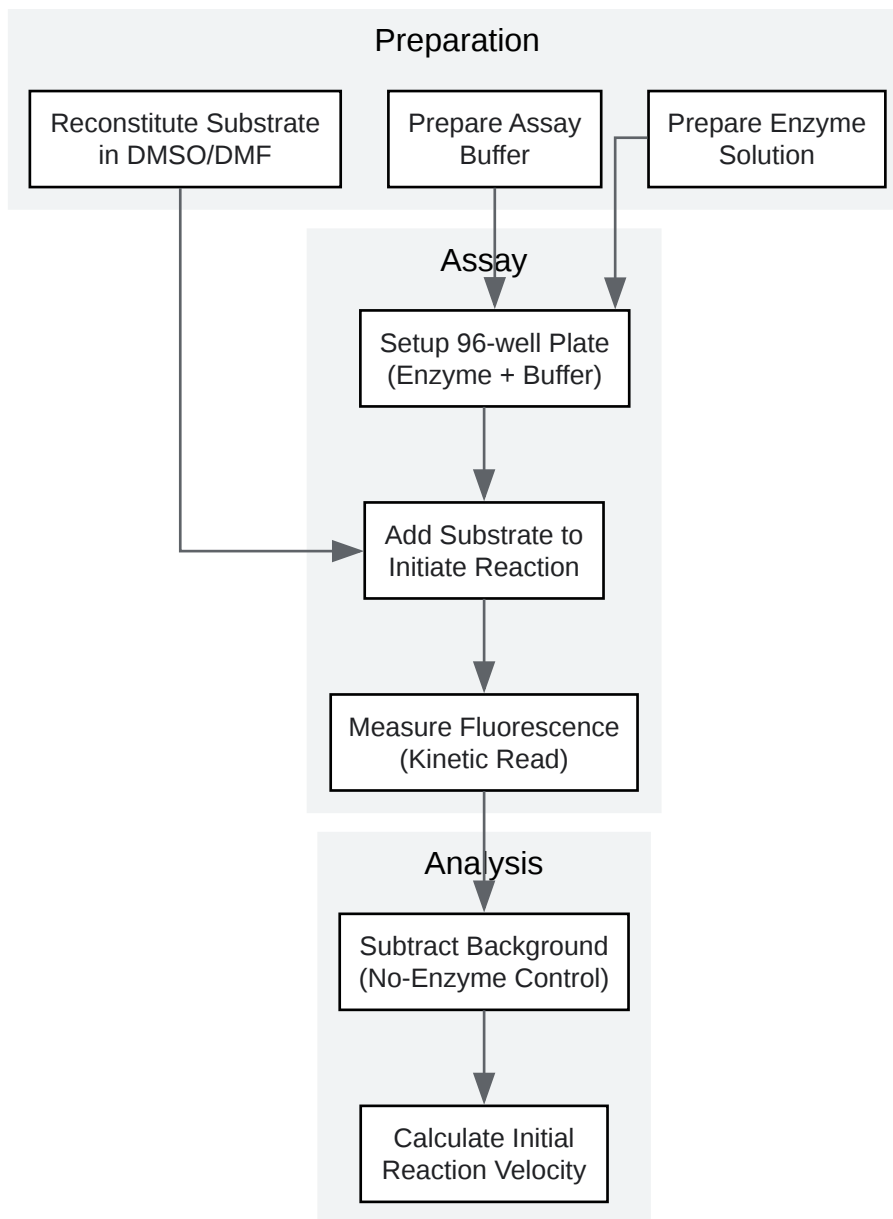 Preparation
Reconstitute Substrate
in DMSO/DMF
Prepare Assay
Buffer
Prepare Enzyme
Solution
Assay
Setup 96-well Plate
(Enzyme + Buffer)
Add Substrate to
Initiate Reaction
Measure Fluorescence
(Kinetic Read)
Analysis
Subtract Background
(No-Enzyme Control)
Calculate Initial
Reaction Velocity